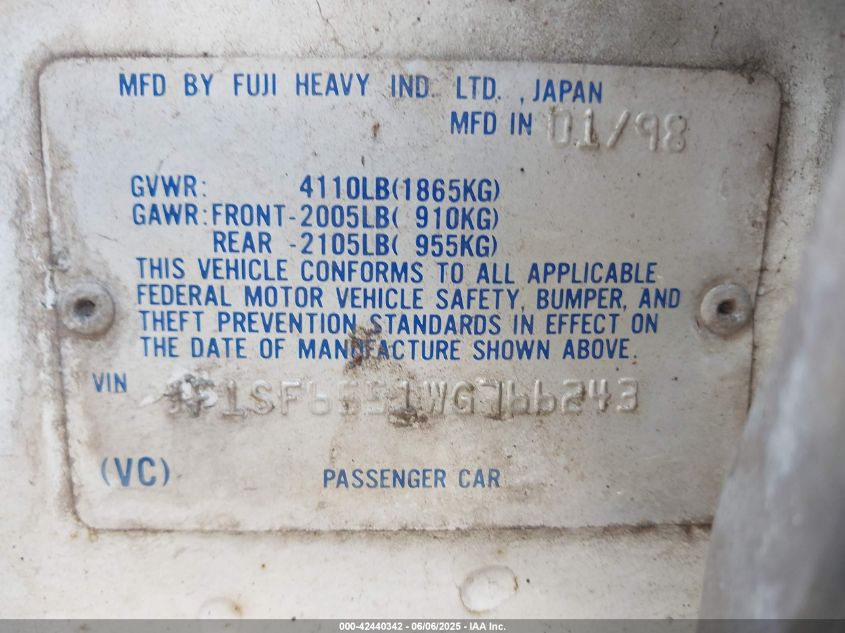 MFD BY FUJI HEAVY IND. LTD. , JAPAN
MFD IN 01/98
GVWR: 4110LB(1865KG)
GAWR:FRONT-2005LB( 910KG)
REAR -2105LB( 955KG)
THIS VEHICLE CONFORMS TO ALL APPLICABLE
FEDERAL MOTOR VEHICLE SAFETY, BUMPER, AND
THEFT PREVENTION STANDARDS IN EFFECT ON
THE DATE OF MANUFACTURE SHOWN ABOVE.
VIN JF1SF6551WG766243
(VC) PASSENGER CAR
000-42440342 - 06/06/2025 - IAA Inc.